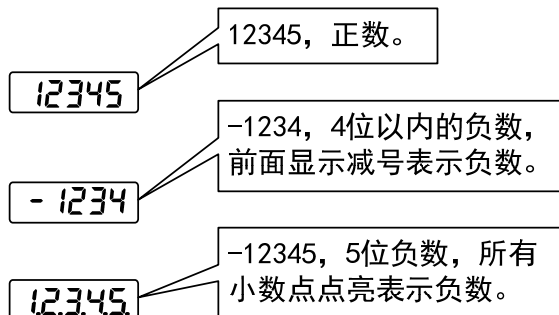 12345，正数。
12345
-1234，4位以内的负数，
前面显示减号表示负数。
-1234
-12345，5位负数，所有
小数点点亮表示负数。
1.2.3.4.5.